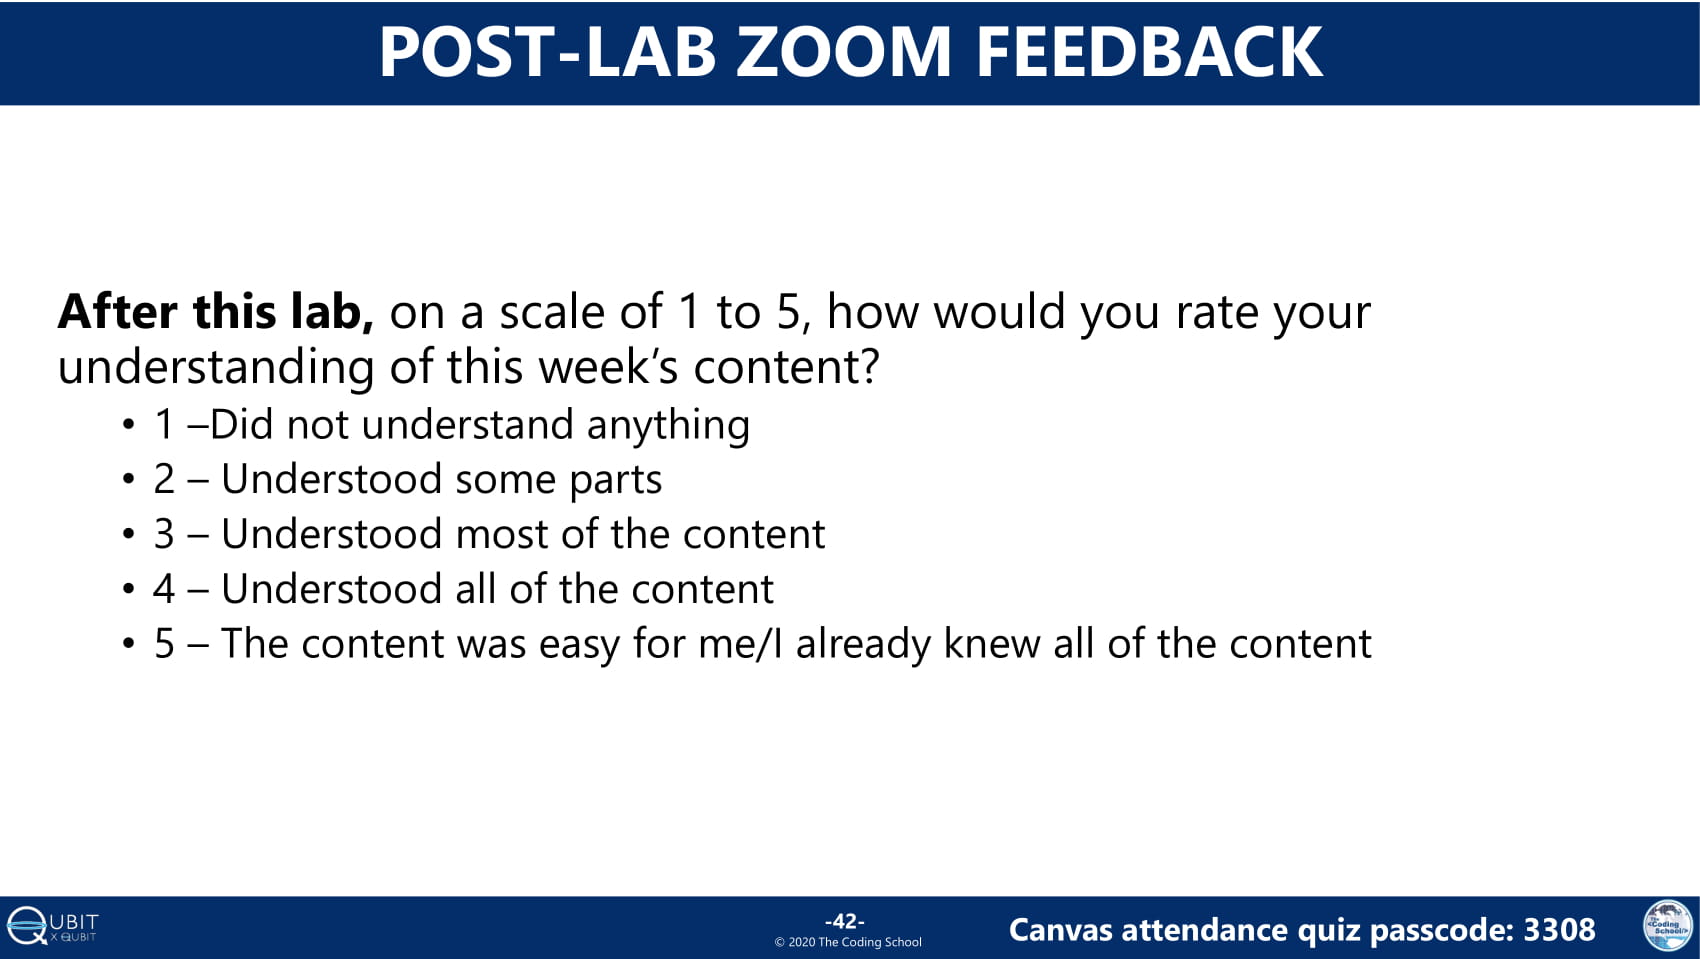 POST-LAB ZOOM FEEDBACK
After this lab, on a scale of 1 to 5, how would you rate your
understanding of this week’s content?
• 1 –Did not understand anything
• 2 – Understood some parts
• 3 – Understood most of the content
• 4 – Understood all of the content
• 5 – The content was easy for me/I already knew all of the content
QUBIT
X QUBIT
-42-
© 2020 The Coding School
Canvas attendance quiz passcode: 3308
The
<Coding
School/>